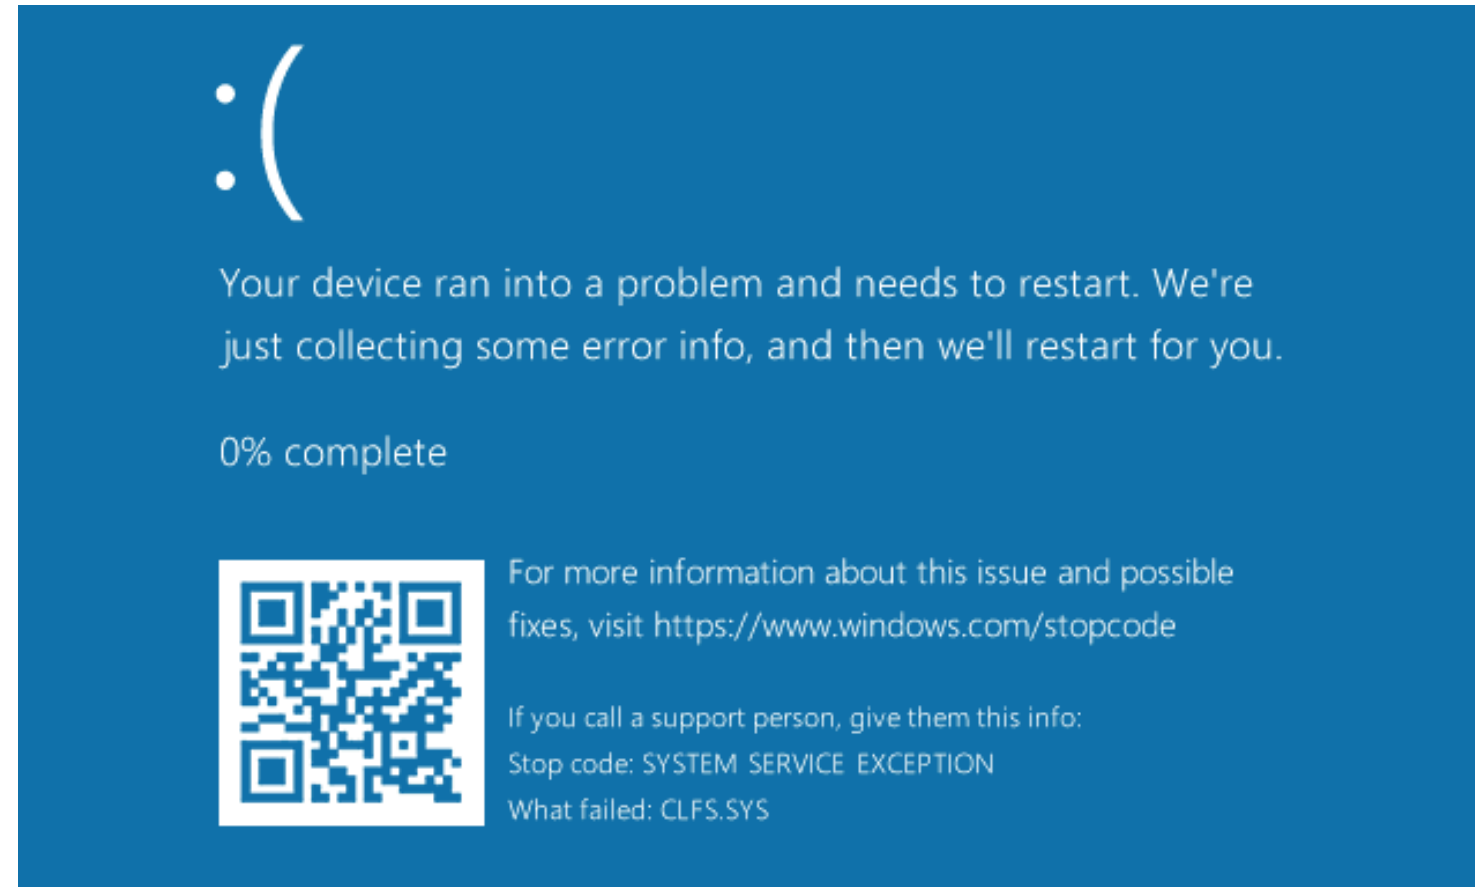 :(
Your device ran into a problem and needs to restart. We're
just collecting some error info, and then we'll restart for you.
0% complete
For more information about this issue and possible
fixes, visit https://www.windows.com/stopcode
If you call a support person, give them this info:
Stop code: SYSTEM SERVICE EXCEPTION
What failed: CLFS.SYS